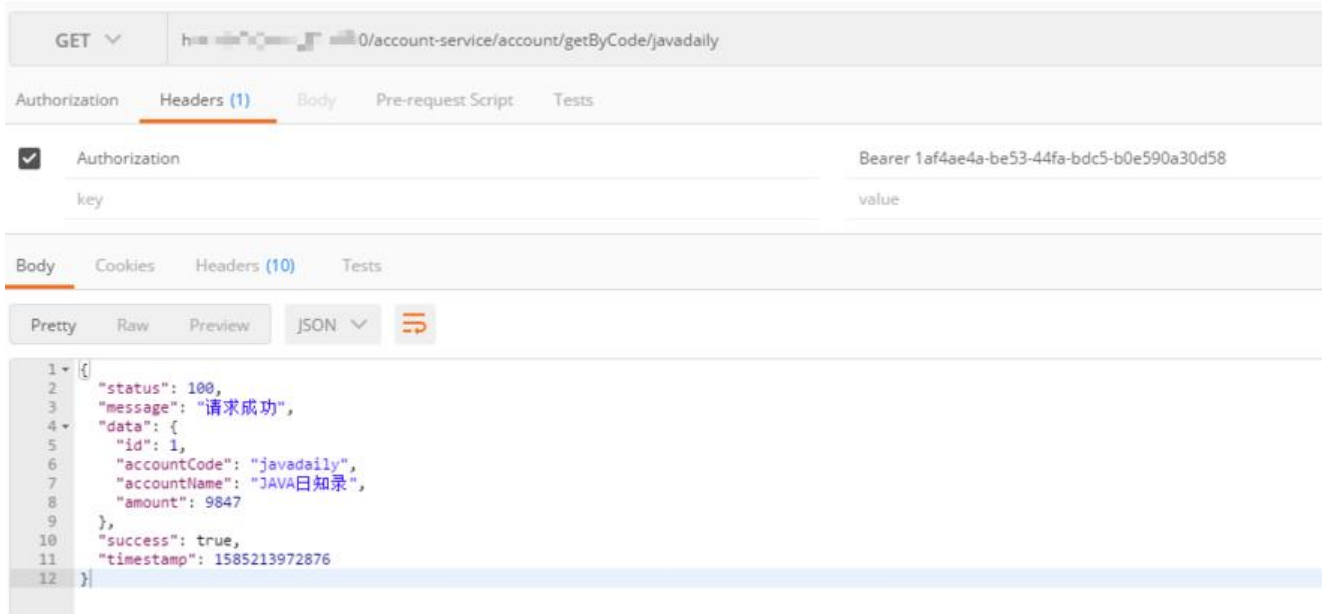 GET 0/account-service/account/getByCode/javadaily
Authorization Headers (1) Body Pre-request Script Tests
Authorization Bearer 1af4ae4a-be53-44fa-bdc5-b0e590a30d58
key value
Body Cookies Headers (10) Tests
Pretty Raw Preview JSON
1 {
2 "status": 100,
3 "message": "请求成功",
4 "data": {
5 "id": 1,
6 "accountCode": "javadaily",
7 "accountName": "JAVA日知录",
8 "amount": 9847
9 },
10 "success": true,
11 "timestamp": 1585213972876
12 }